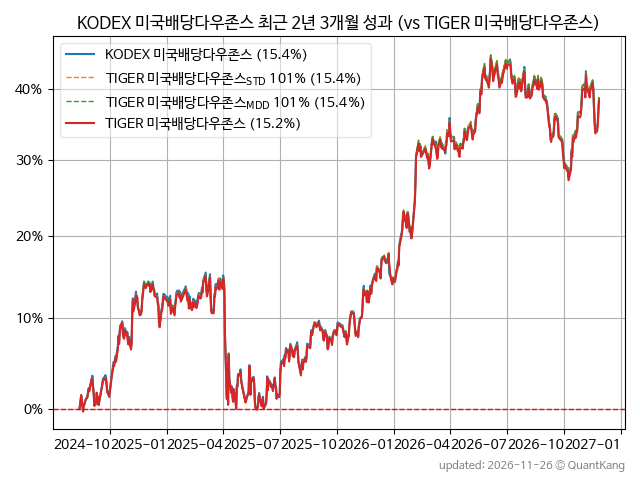 KODEX 미국배당다우존스 최근 2년 3개월 성과 (vs TIGER 미국배당다우존스)
KODEX 미국배당다우존스 (15.4%)
TIGER 미국배당다우존스STD 101% (15.4%)
TIGER 미국배당다우존스MDD 101% (15.4%)
TIGER 미국배당다우존스 (15.2%)
40%
30%
20%
10%
0%
2024-10 2025-01 2025-04 2025-07 2025-10 2026-01 2026-04 2026-07 2026-10 2027-01
updated: 2026-11-26 © QuantKang